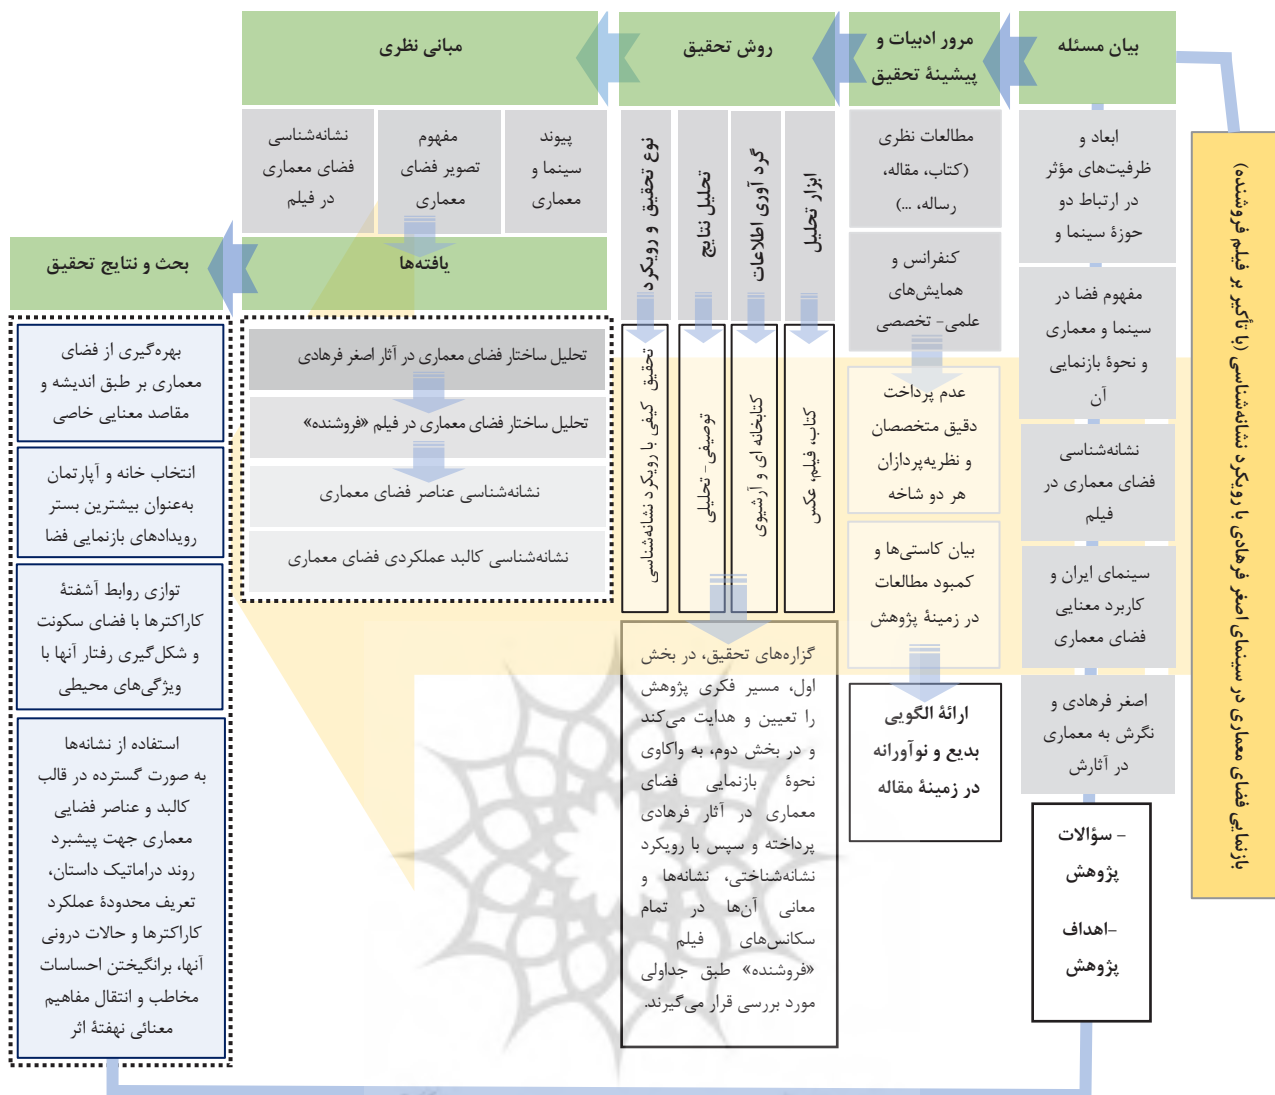 بازنمایی فضای معماری در سینمای اصغر فرهادی با رویکرد نشانه‌شناسی (با تأکید بر فیلم فروشنده)
بیان مسئله
ابعاد و
ظرفیت‌های مؤثر
در ارتباط دو
حوزهٔ سینما و
مفهوم فضا در
سینما و معماری
و نحوهٔ بازنمایی
آن
نشانه‌شناسی
فضای معماری در
فیلم
سینمای ایران و
کاربرد معنایی
فضای معماری
اصغر فرهادی و
نگرش به معماری
در آثارش
- سؤالات
پژوهش
-اهداف
پژوهش
مرور ادبیات و
پیشینهٔ تحقیق
مطالعات نظری
(کتاب، مقاله،
رساله، ...)
کنفرانس و
همایش‌های
علمی- تخصصی
عدم پرداخت
دقیق متخصصان
و نظریه‌پردازان
هر دو شاخه
بیان کاستی‌ها و
کمبود مطالعات
در زمینهٔ پژوهش
ارائهٔ الگویی
بدیع و نوآورانه
در زمینهٔ مقاله
روش تحقیق
ابزار تحلیل
کتاب، فیلم، عکس
گرد آوری اطلاعات
کتابخانه ای و آرشیوی
تحلیل نتایج
توصیفی - تحلیلی
نوع تحقیق و رویکرد
تحقیق کیفی با رویکرد نشانه‌شناسی
گزاره‌های تحقیق، در بخش
اول، مسیر فکری پژوهش
را تعیین و هدایت می‌کند
و در بخش دوم، به واکاوی
نحوهٔ بازنمایی فضای
معماری در آثار فرهادی
پرداخته و سپس با رویکرد
نشانه‌شناختی، نشانه‌ها و
معانی آن‌ها در تمام
سکانس‌های فیلم
«فروشنده» طبق جداولی
مورد بررسی قرار می‌گیرند.
مبانی نظری
پیوند
سینما و
معماری
مفهوم
تصویر فضای
معماری
نشانه‌شناسی
فضای معماری
در فیلم
یافته‌ها
تحلیل ساختار فضای معماری در آثار اصغر فرهادی
تحلیل ساختار فضای معماری در فیلم «فروشنده»
نشانه‌شناسی عناصر فضای معماری
نشانه‌شناسی کالبد عملکردی فضای معماری
بحث و نتایج تحقیق
بهره‌گیری از فضای
معماری بر طبق اندیشه و
مقاصد معنایی خاصی
انتخاب خانه و آپارتمان
به‌عنوان بیشترین بستر
رویدادهای بازنمایی فضا
توازی روابط آشفتهٔ
کاراکترها با فضای سکونت
و شکل‌گیری رفتار آنها با
ویژگی‌های محیطی
استفاده از نشانه‌ها
به صورت گسترده در قالب
کالبد و عناصر فضایی
معماری جهت پیشبرد
روند دراماتیک داستان،
تعریف محدودهٔ عملکرد
کاراکترها و حالات درونی
آنها، برانگیختن احساسات
مخاطب و انتقال مفاهیم
معنائی نهفتهٔ اثر